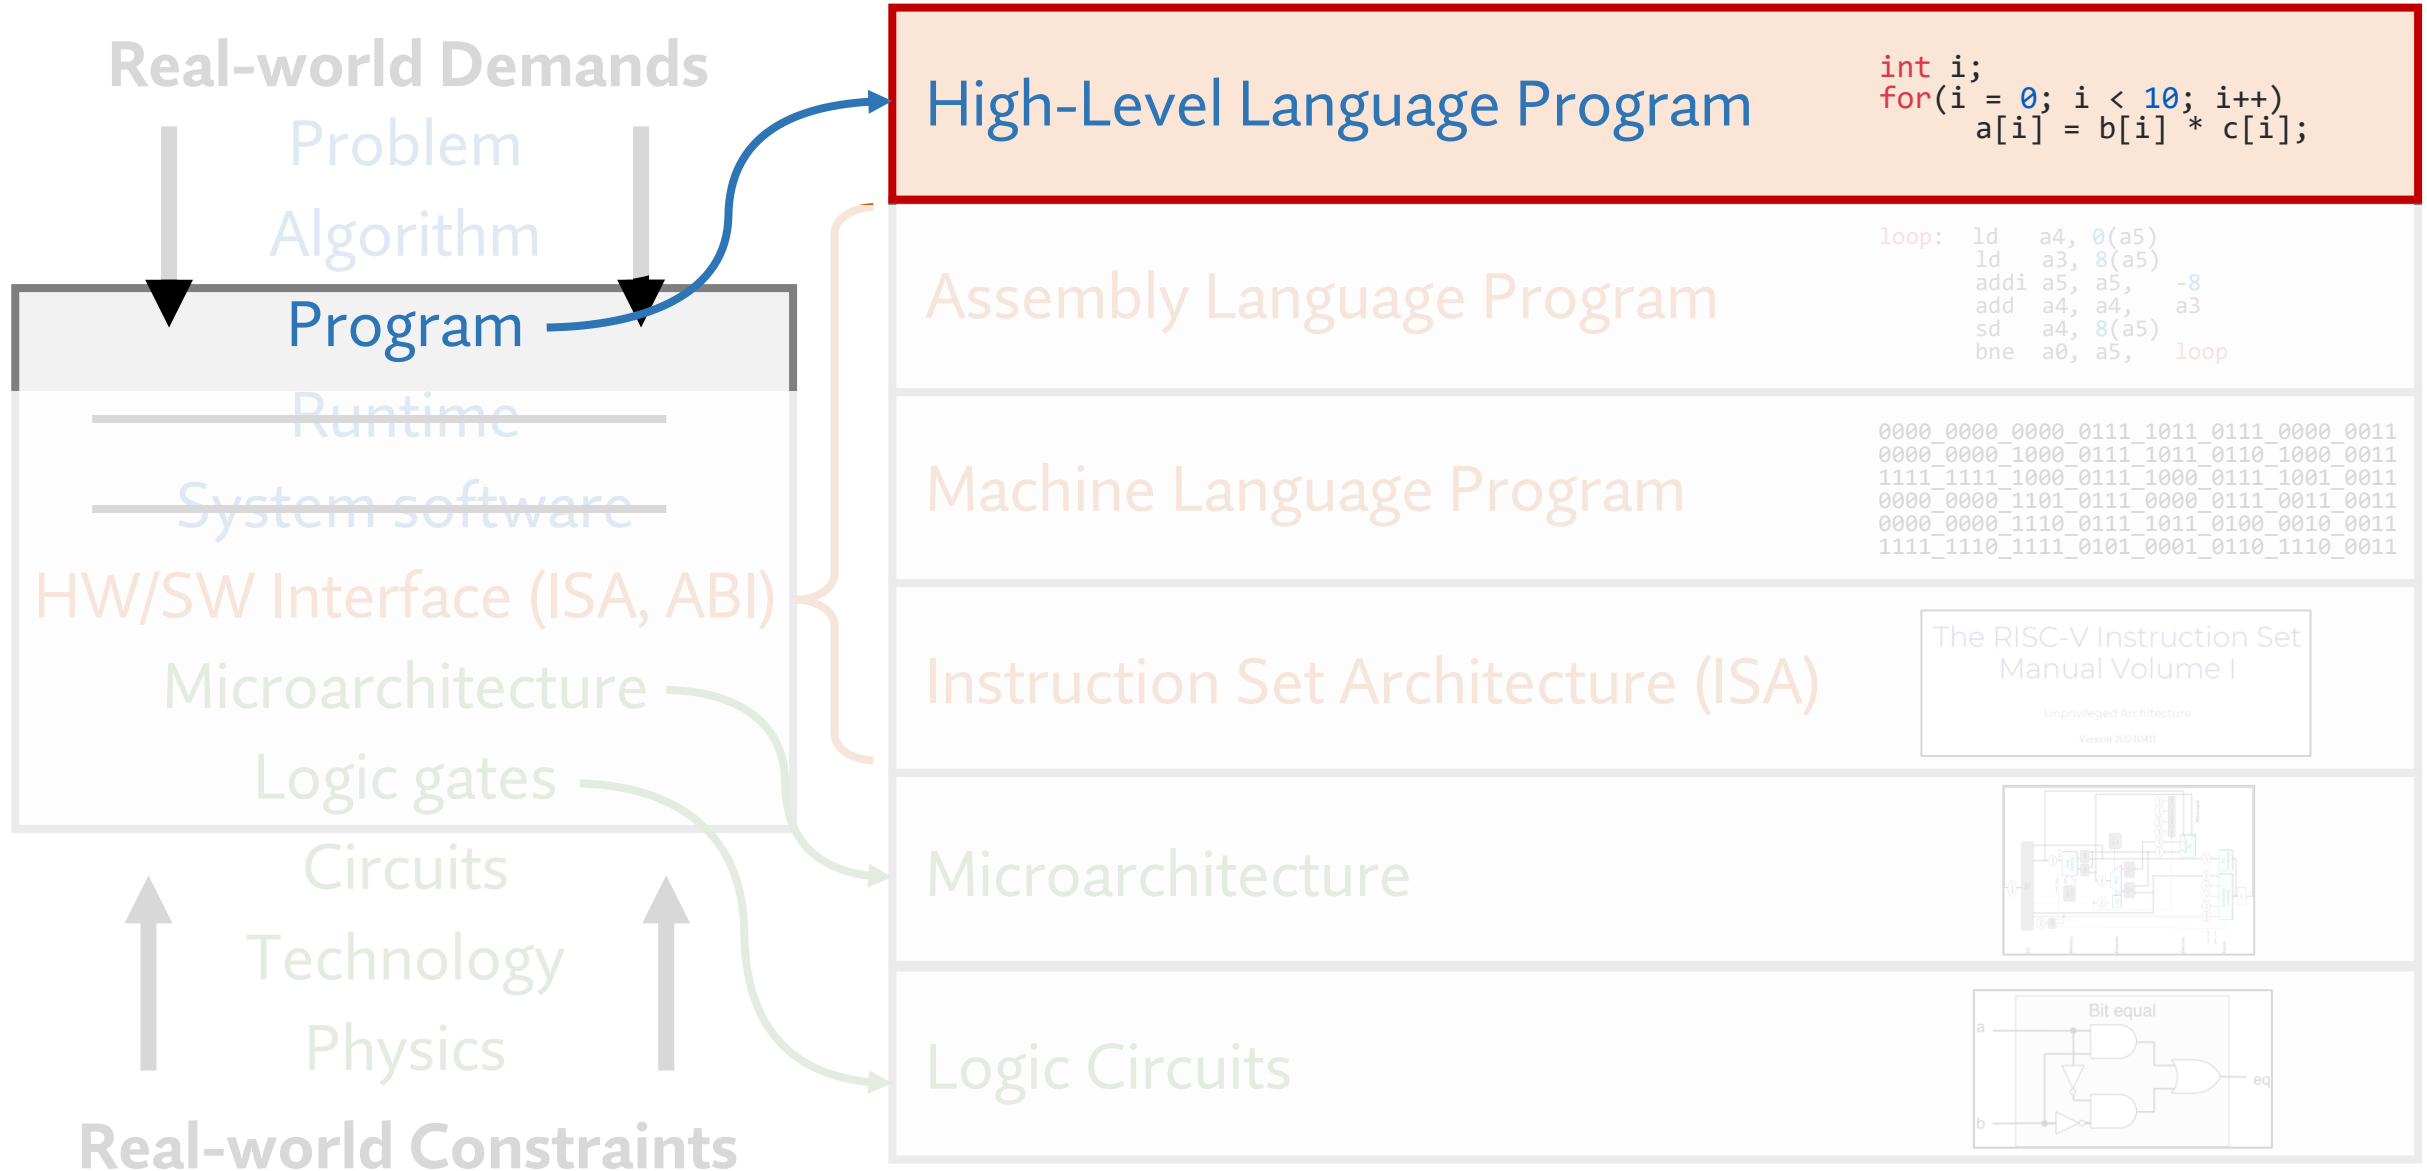 Real-world Demands
Problem
Algorithm
Program
Runtime
System software
HW/SW Interface (ISA, ABI)
Microarchitecture
Logic gates
Circuits
Technology
Physics
Real-world Constraints
High-Level Language Program
int i;
for(i = 0; i < 10; i++)
a[i] = b[i] * c[i];
Assembly Language Program
loop: ld a4, 0(a5)
ld a3, 8(a5)
addi a5, a5, -8
add a4, a4, a3
sd a4, 8(a5)
bne a0, a5, loop
Machine Language Program
0000_0000_0000_0111_1011_0111_0000_0011
0000_0000_1000_0111_1011_0110_1000_0011
1111_1111_1000_0111_1000_0111_1001_0011
0000_0000_1101_0111_0000_0111_0011_0011
0000_0000_1110_0111_1011_0100_0010_0011
1111_1110_1111_0101_0001_0110_1110_0011
Instruction Set Architecture (ISA)
The RISC-V Instruction Set
Manual Volume I
Unprivileged Architecture
Version 20240411
Microarchitecture
Logic Circuits
Bit equal
a
b
eq